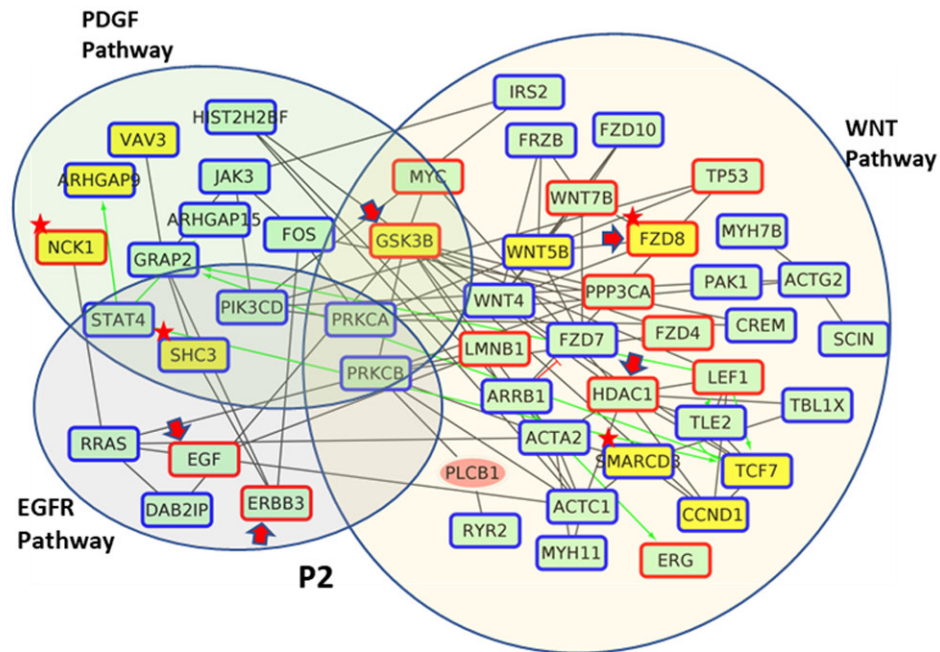 PDGF
Pathway
WNT
Pathway
EGFR
Pathway
P2
IRS2
HIST2H2BF
FRZB
FZD10
VAV3
ARHGAP9
JAK3
MYC
WNT7B
TP53
ARHGAP15
FOS
NCK1
GSK3B
WNT5B
FZD8
MYH7B
GRAP2
PIK3CD
PRKCA
WNT4
PPP3CA
PAK1
ACTG2
STAT4
SHC3
LMNB1
FZD7
FZD4
CREM
SCIN
PRKCB
ARRB1
HDAC1
LEF1
TBL1X
TLE2
RRAS
EGF
PLCB1
ACTA2
SMARCD3
TCF7
DAB2IP
ERBB3
RYR2
ACTC1
CCND1
MYH11
ERG